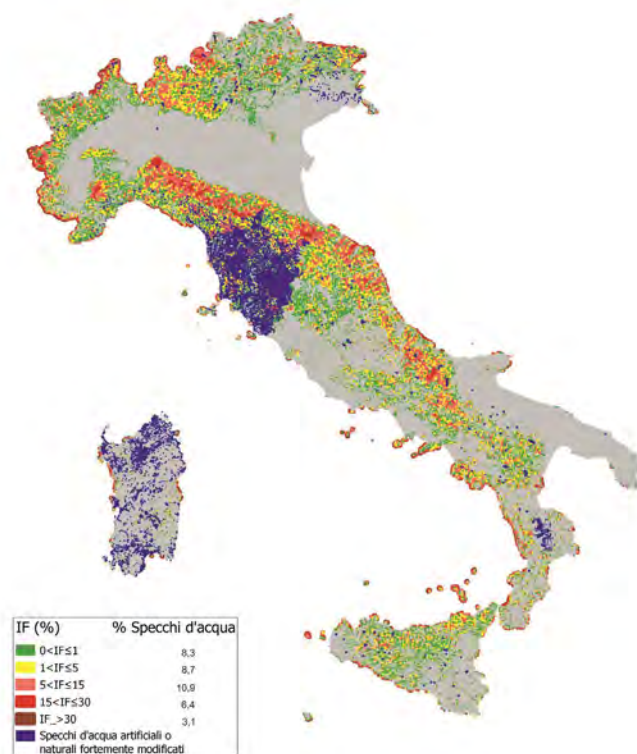 IF (%) % Specchi d'acqua
0<IF≤1 8,3
1<IF≤5 8,7
5<IF≤15 10,9
15<IF≤30 6,4
IF_>30 3,1
Specchi d'acqua artificiali o
naturali fortemente modificati